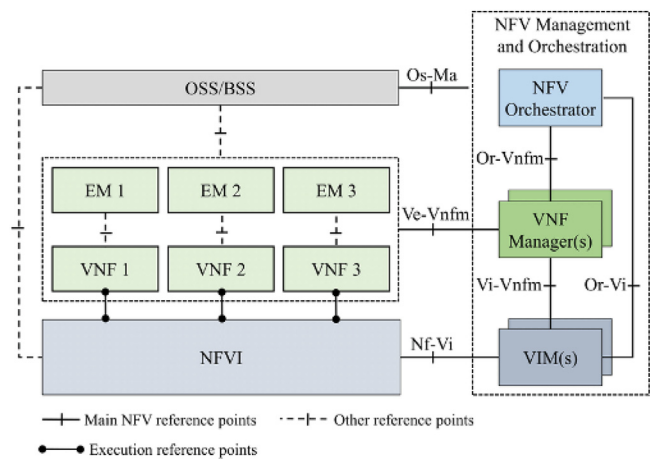 NFV Management
and Orchestration
Os-Ma
OSS/BSS
NFV
Orchestrator
Or-Vnfm
EM 1
EM 2
EM 3
Ve-Vnfm
VNF
Manager(s)
VNF 1
VNF 2
VNF 3
Vi-Vnfm
Or-Vi
NFVI
Nf-Vi
VIM(s)
Main NFV reference points
Other reference points
Execution reference points